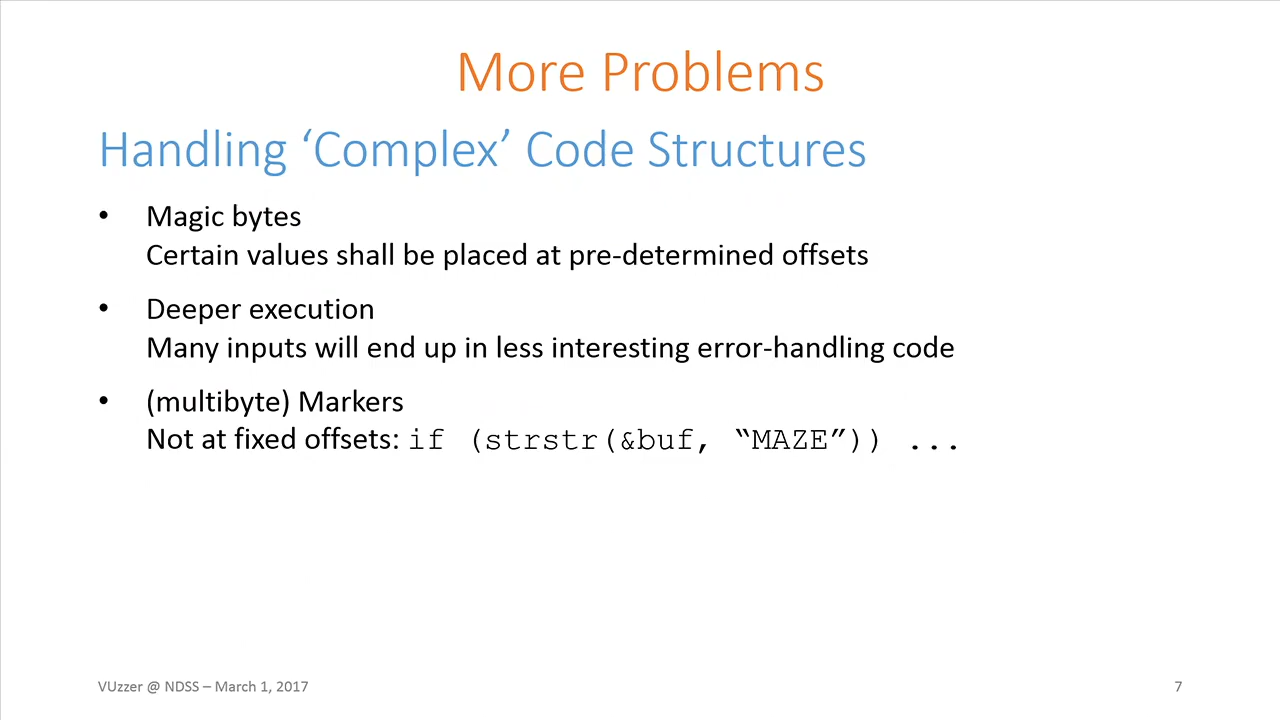 More Problems
Handling ‘Complex’ Code Structures
• Magic bytes
Certain values shall be placed at pre-determined offsets
• Deeper execution
Many inputs will end up in less interesting error-handling code
• (multibyte) Markers
Not at fixed offsets: if (strstr(&buf, “MAZE”)) ...
VUzzer @ NDSS – March 1, 2017
7